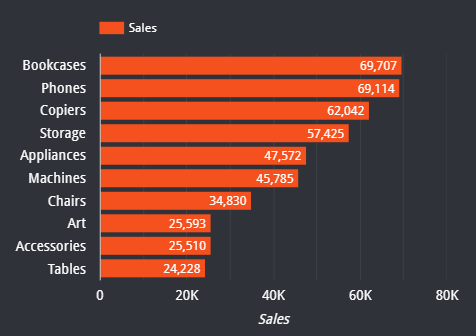 Sales
Bookcases 69,707
Phones 69,114
Copiers 62,042
Storage 57,425
Appliances 47,572
Machines 45,785
Chairs 34,830
Art 25,593
Accessories 25,510
Tables 24,228
0 20K 40K 60K 80K
Sales